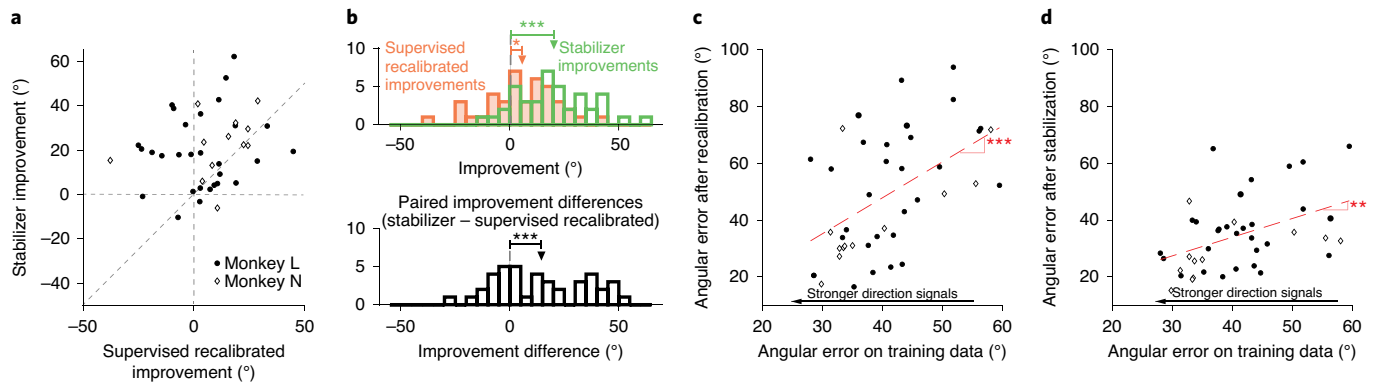 a
Stabilizer improvement (°)
60
40
20
0
−20
−40
−50
0
50
Supervised recalibrated
improvement (°)
Monkey L
Monkey N
b
10
5
0
***
*
Supervised
recalibrated
improvements
Stabilizer
improvements
−50
0
50
Improvement (°)
Paired improvement differences
(stabilizer – supervised recalibrated)
10
5
0
***
−50
0
50
Improvement difference (°)
c
Angular error after recalibration (°)
100
80
60
40
20
***
Stronger direction signals
20
30
40
50
60
Angular error on training data (°)
d
Angular error after stabilization (°)
100
80
60
40
20
**
Stronger direction signals
20
30
40
50
60
Angular error on training data (°)